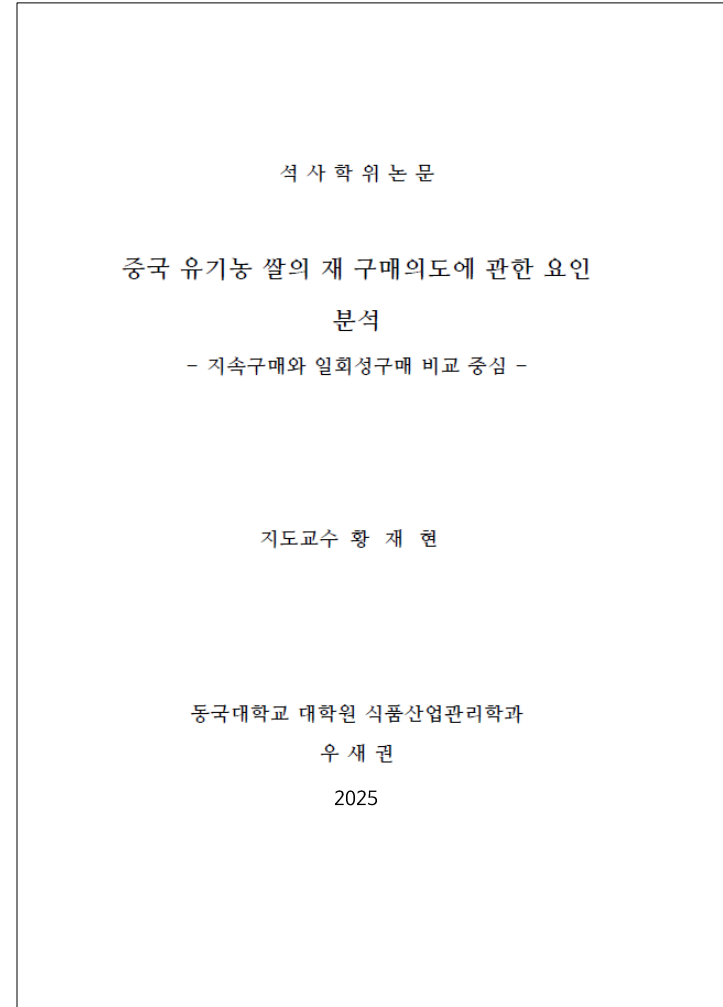 석 사 학 위 논 문
중국 유기농 쌀의 재 구매의도에 관한 요인
분석
- 지속구매와 일회성구매 비교 중심 -
지도교수 황 재 현
동국대학교 대학원 식품산업관리학과
우 새 권
2025